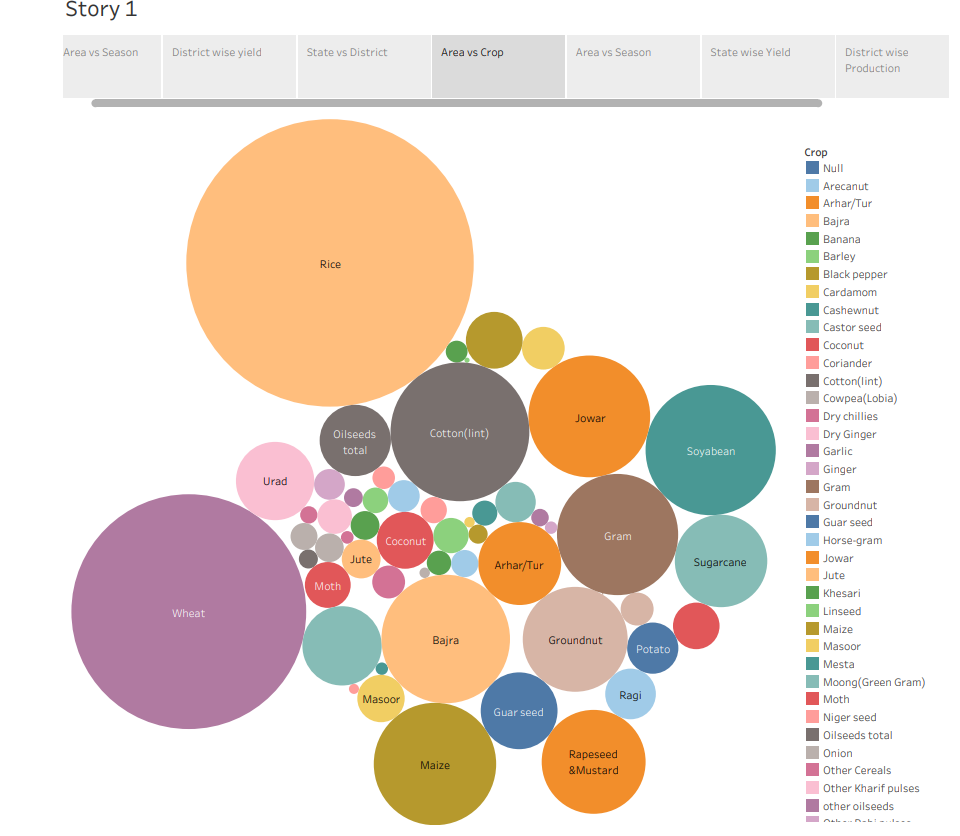 Story 1
Area vs Season
District wise yield
State vs District
Area vs Crop
Area vs Season
State wise Yield
District wise
Production
Rice
Jowar
Oilseeds
total
Cotton(lint)
Soyabean
Urad
Gram
Coconut
Jute
Arhar/Tur
Sugarcane
Moth
Wheat
Bajra
Groundnut
Potato
Masoor
Ragi
Guar seed
Maize
Rapeseed
&Mustard
Crop
Null
Arecanut
Arhar/Tur
Bajra
Banana
Barley
Black pepper
Cardamom
Cashewnut
Castor seed
Coconut
Coriander
Cotton(lint)
Cowpea(Lobia)
Dry chillies
Dry Ginger
Garlic
Ginger
Gram
Groundnut
Guar seed
Horse-gram
Jowar
Jute
Khesari
Linseed
Maize
Masoor
Mesta
Moong(Green Gram)
Moth
Niger seed
Oilseeds total
Onion
Other Cereals
Other Kharif pulses
other oilseeds
Other Rabi pulses